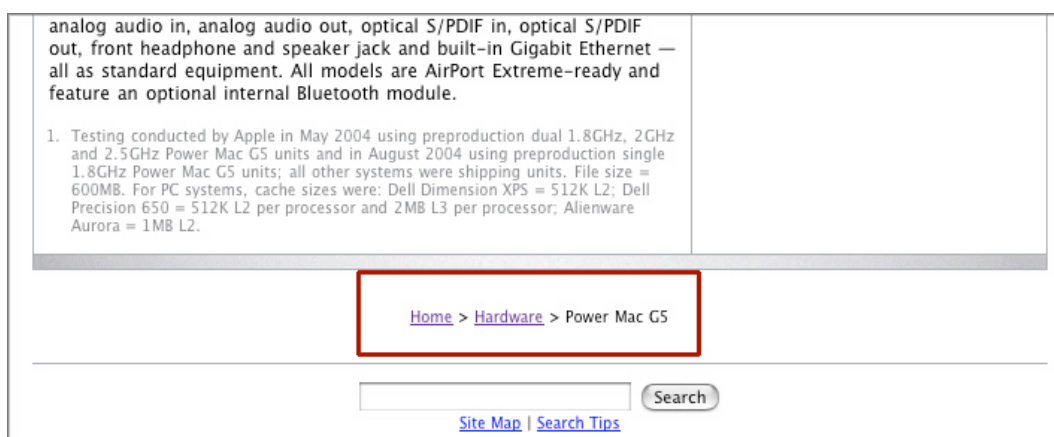 analog audio in, analog audio out, optical S/PDIF in, optical S/PDIF
out, front headphone and speaker jack and built-in Gigabit Ethernet —
all as standard equipment. All models are AirPort Extreme-ready and
feature an optional internal Bluetooth module.
1. Testing conducted by Apple in May 2004 using preproduction dual 1.8GHz, 2GHz
and 2.5GHz Power Mac G5 units and in August 2004 using preproduction single
1.8GHz Power Mac G5 units; all other systems were shipping units. File size =
600MB. For PC systems, cache sizes were: Dell Dimension XPS = 512K L2; Dell
Precision 650 = 512K L2 per processor and 2MB L3 per processor; Alienware
Aurora = 1MB L2.
Home > Hardware > Power Mac G5
Search
Site Map | Search Tips